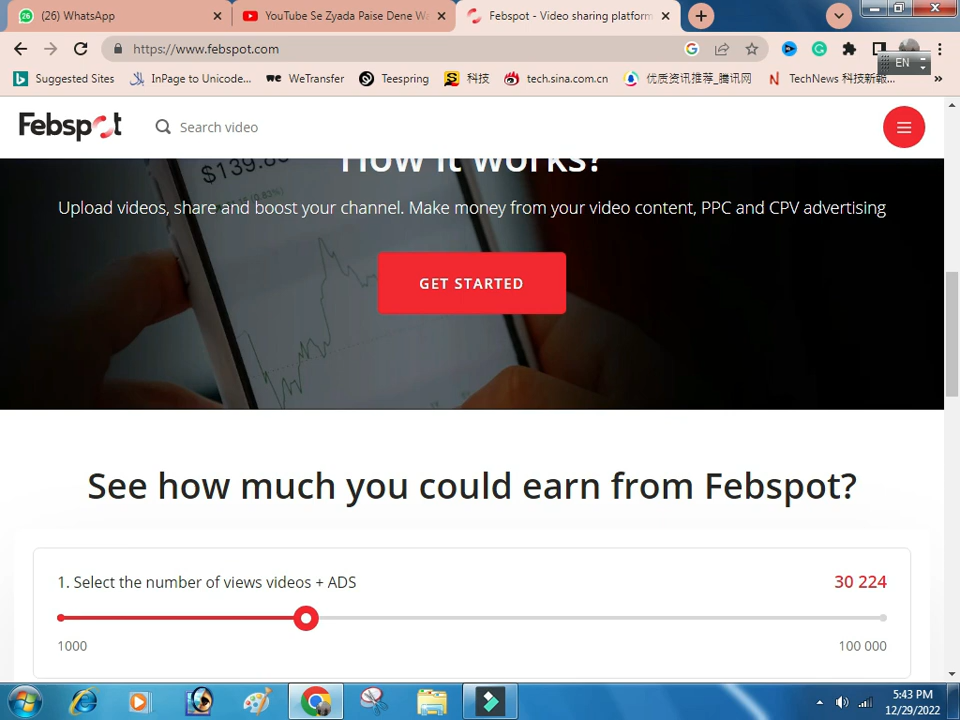 (26) WhatsApp
YouTube Se Zyada Paise Dene Wa
Febspot - Video sharing platform
https://www.febspot.com
EN
Suggested Sites
InPage to Unicode...
WeTransfer
Teespring
科技
tech.sina.com.cn
优质资讯推荐_腾讯网
TechNews 科技新報...
Febspot
Search video
How it works?
Upload videos, share and boost your channel. Make money from your video content, PPC and CPV advertising
GET STARTED
See how much you could earn from Febspot?
1. Select the number of views videos + ADS
30 224
1000
100 000
5:43 PM
12/29/2022